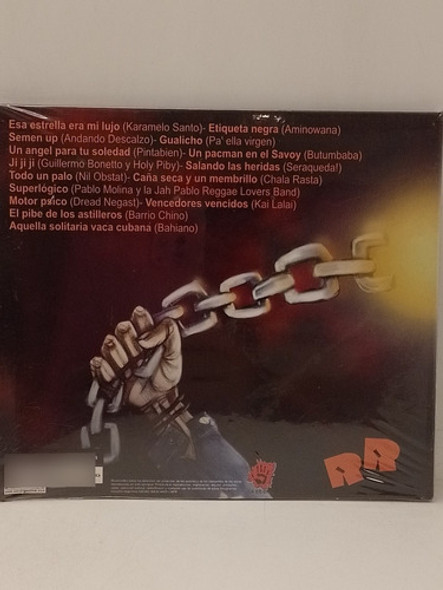 Esa estrella era mi lujo (Karamelo Santo)- Etiqueta negra (Aminowana)
Semen up (Andando Descalzo)- Gualicho (Pa' ella virgen)
Un angel para tu soledad (Pintabien)- Un pacman en el Savoy (Butumbaba)
Ji ji ji (Guillermo Bonetto y Holy Piby)- Salando las heridas (Seraqueda!)
Todo un palo (Nil Obstat)- Caña seca y un membrillo (Chala Rasta)
Superlógico (Pablo Molina y la Jah Pablo Reggae Lovers Band)
Motor psico (Dread Negast)- Vencedores vencidos (Kai Lalai)
El pibe de los astilleros (Barrio Chino)
Aquella solitaria vaca cubana (Bahiano)
RR